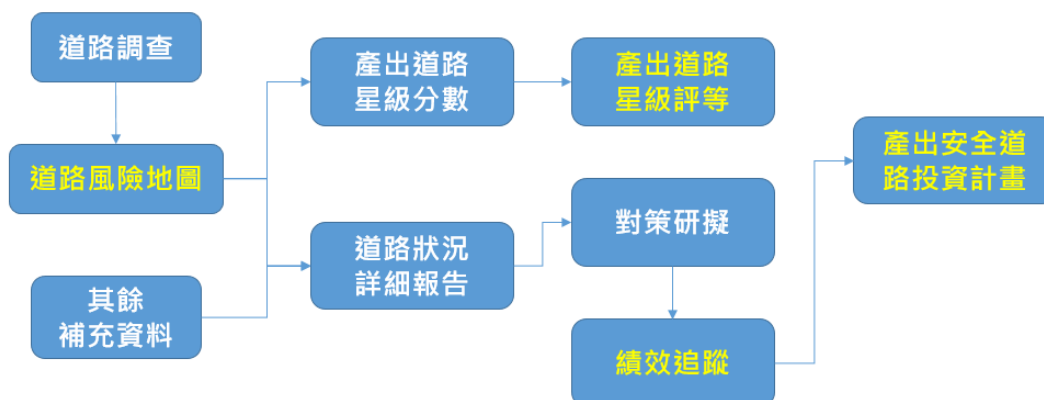 道路調查
道路風險地圖
其餘
補充資料
產出道路
星級分數
道路狀況
詳細報告
產出道路
星級評等
對策研擬
績效追蹤
產出安全道
路投資計畫